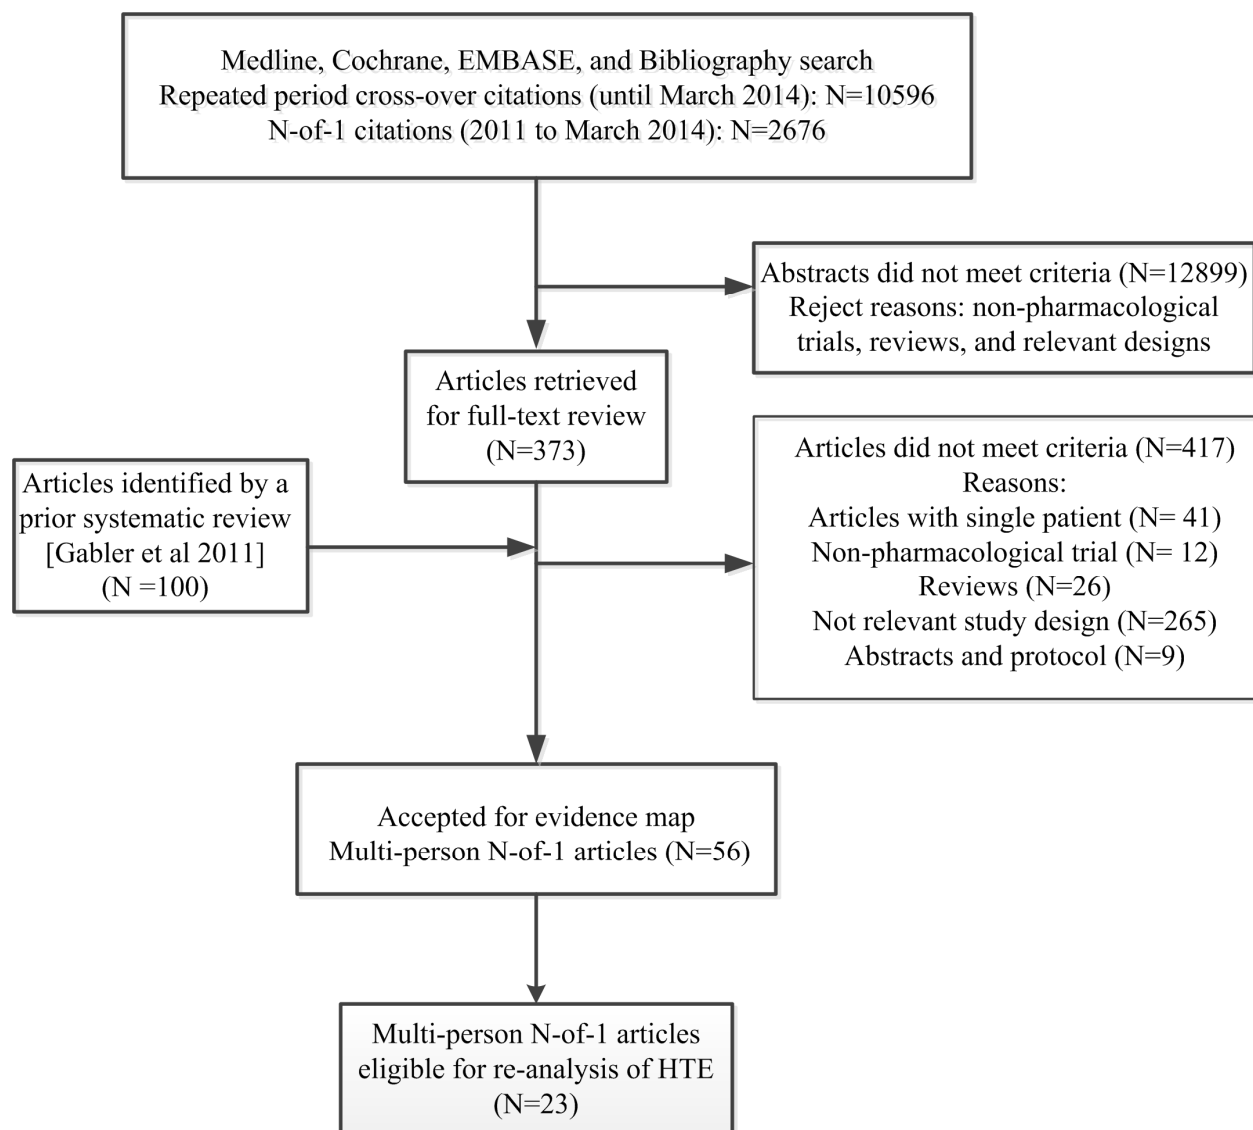 Medline, Cochrane, EMBASE, and Bibliography search
Repeated period cross-over citations (until March 2014): N=10596
N-of-1 citations (2011 to March 2014): N=2676
Abstracts did not meet criteria (N=12899)
Reject reasons: non-pharmacological
trials, reviews, and relevant designs
Articles retrieved
for full-text review
(N=373)
Articles identified by a
prior systematic review
[Gabler et al 2011]
(N =100)
Articles did not meet criteria (N=417)
Reasons:
Articles with single patient (N= 41)
Non-pharmacological trial (N= 12)
Reviews (N=26)
Not relevant study design (N=265)
Abstracts and protocol (N=9)
Accepted for evidence map
Multi-person N-of-1 articles (N=56)
Multi-person N-of-1 articles
eligible for re-analysis of HTE
(N=23)